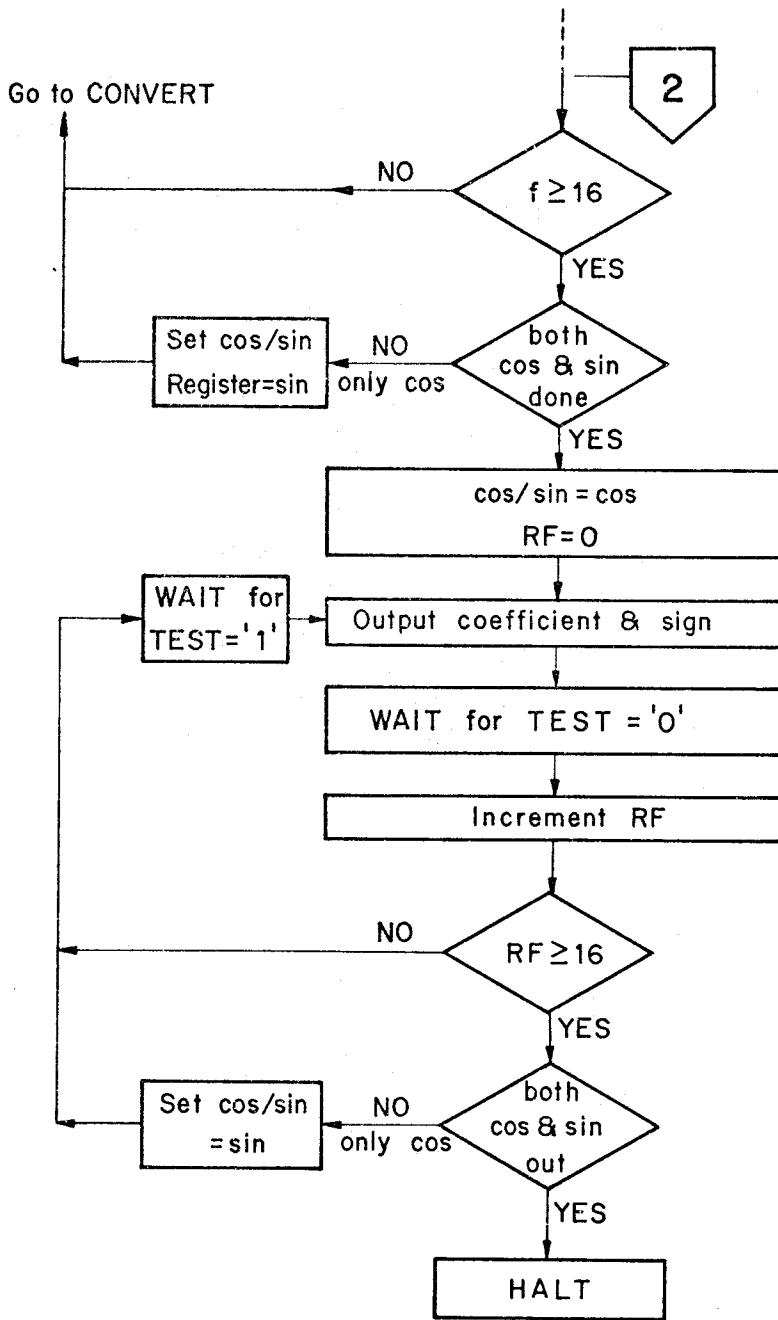 2
Go to CONVERT
NO
f ≥ 16
YES
Set cos/sin
Register=sin
NO
only cos
both
cos & sin
done
YES
cos/sin = cos
RF=0
WAIT for
TEST='1'
Output coefficient & sign
WAIT for TEST = '0'
Increment RF
NO
RF ≥ 16
YES
Set cos/sin
=sin
NO
only cos
both
cos & sin
out
YES
HALT